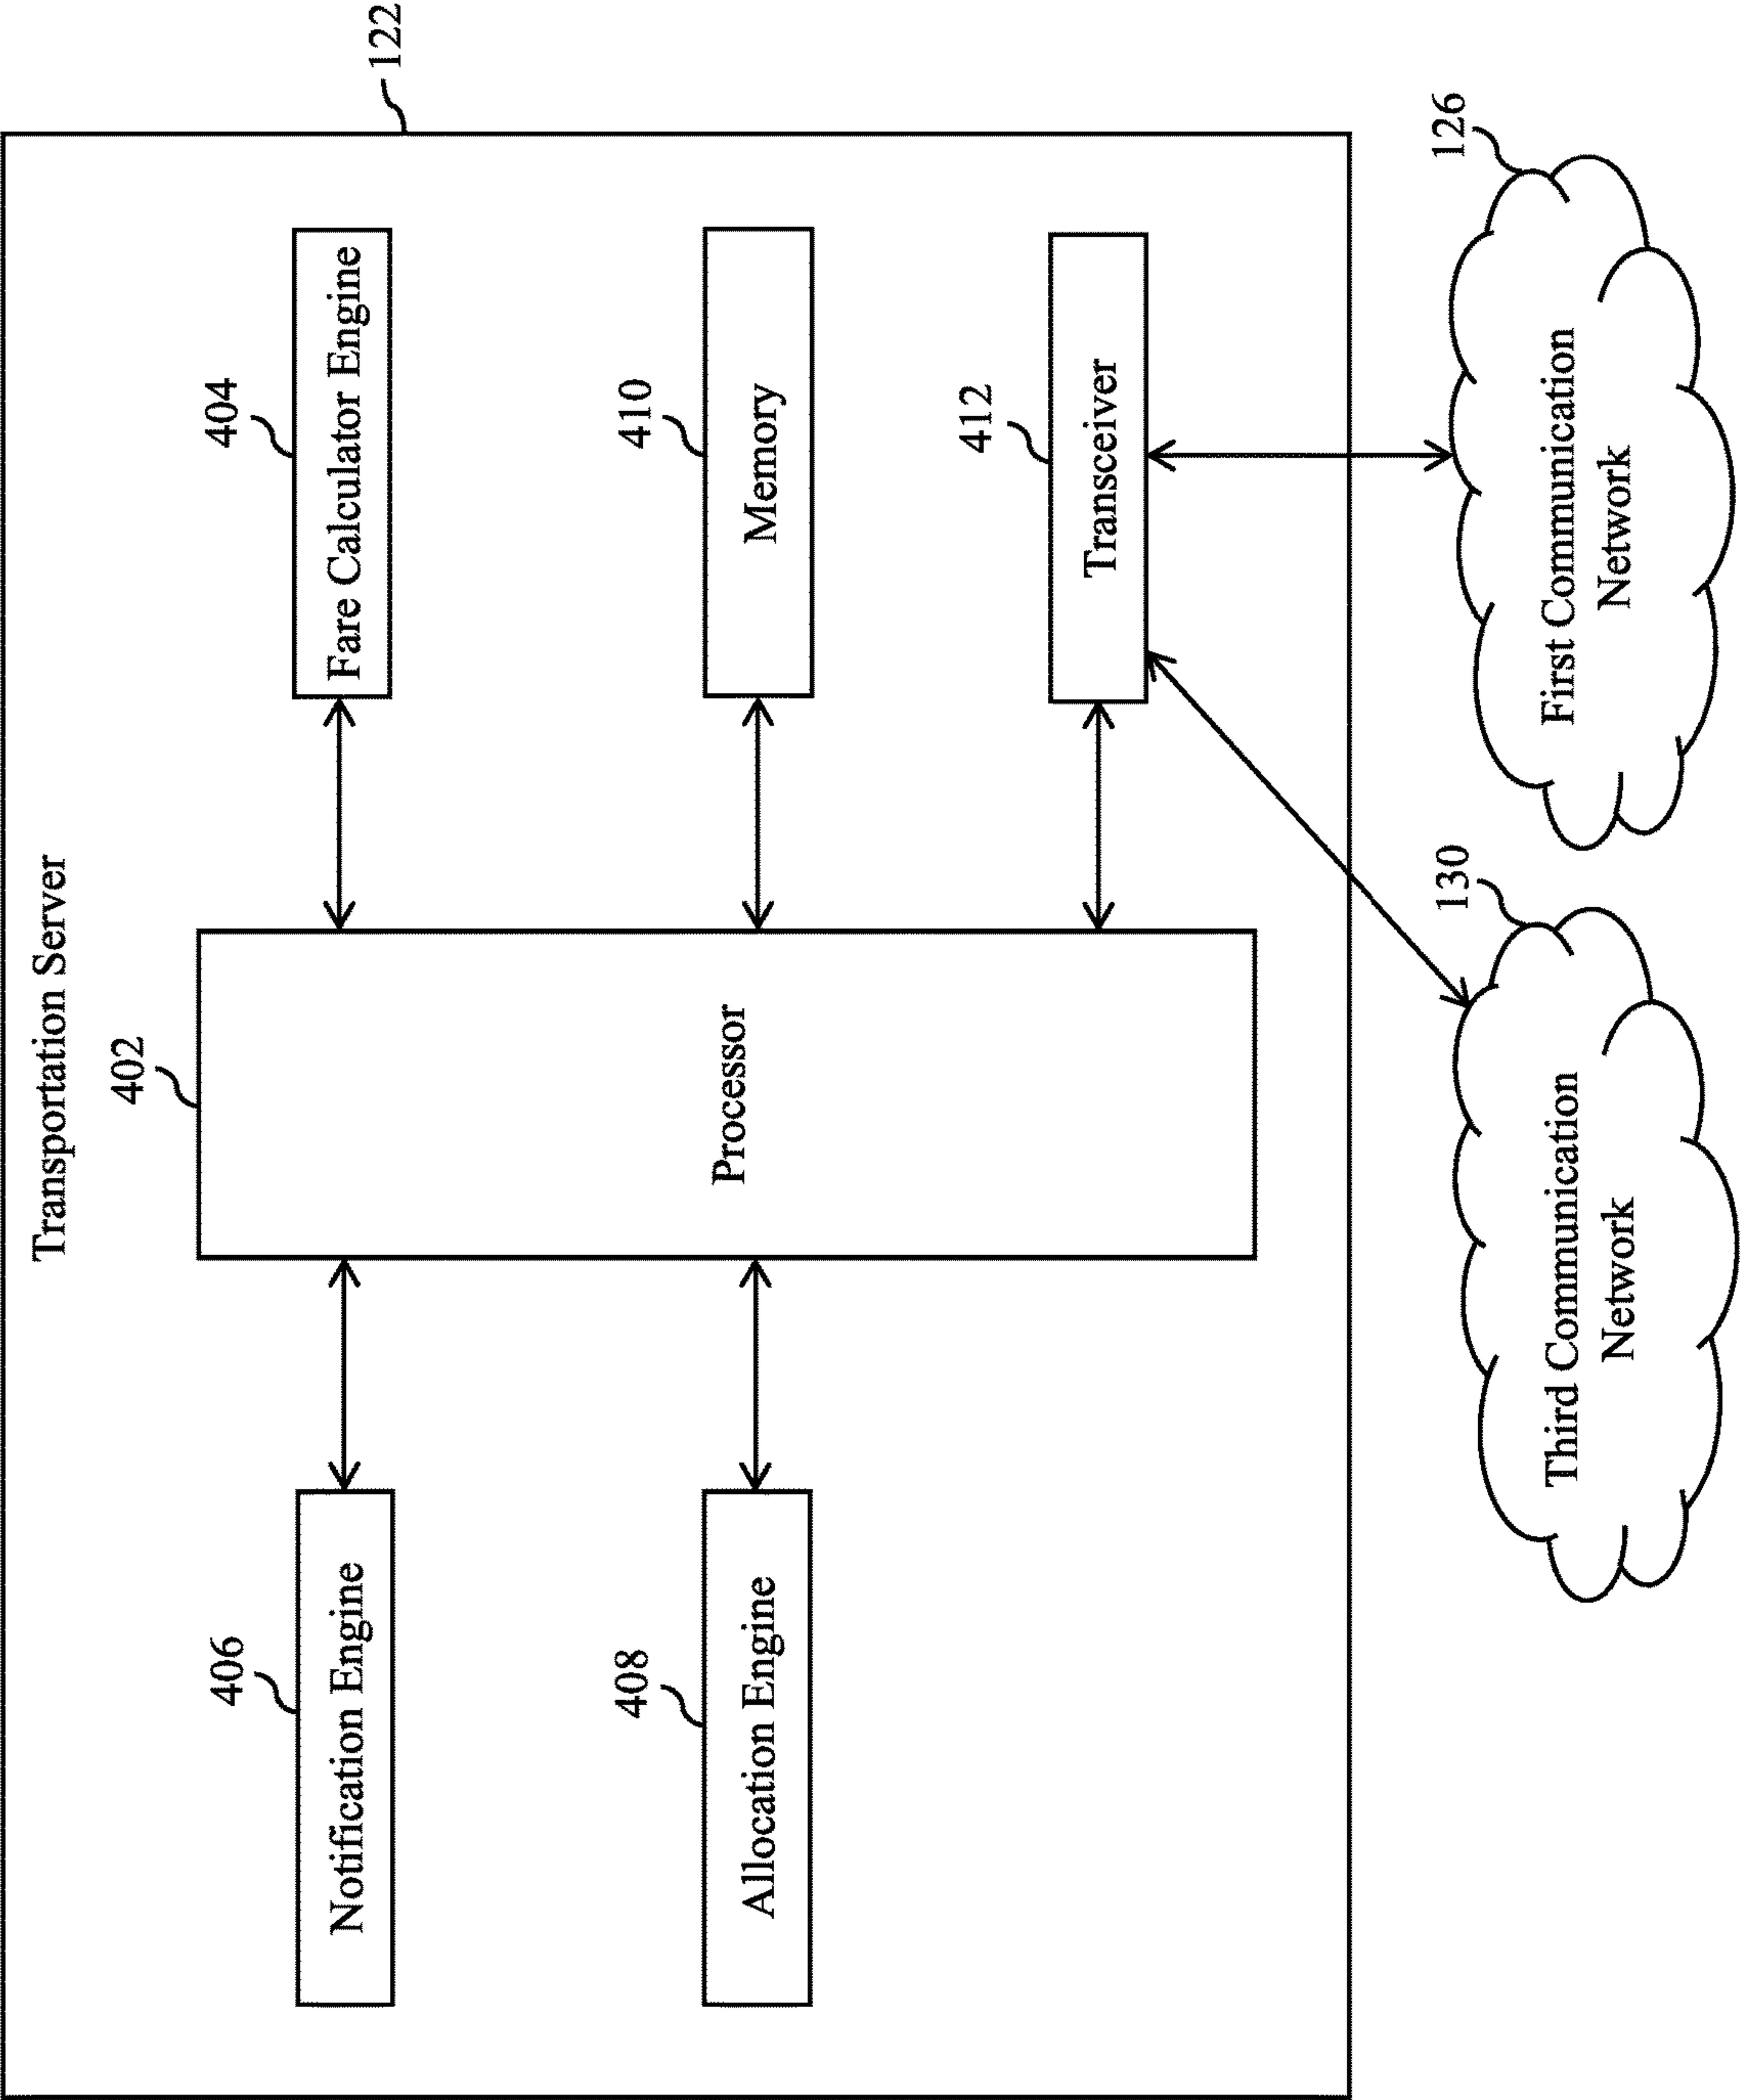 Transportation Server
122
402
406
404
Notification Engine
Fare Calculator Engine
408
410
Allocation Engine
Processor
Memory
412
Transceiver
130
126
Third Communication
Network
First Communication
Network